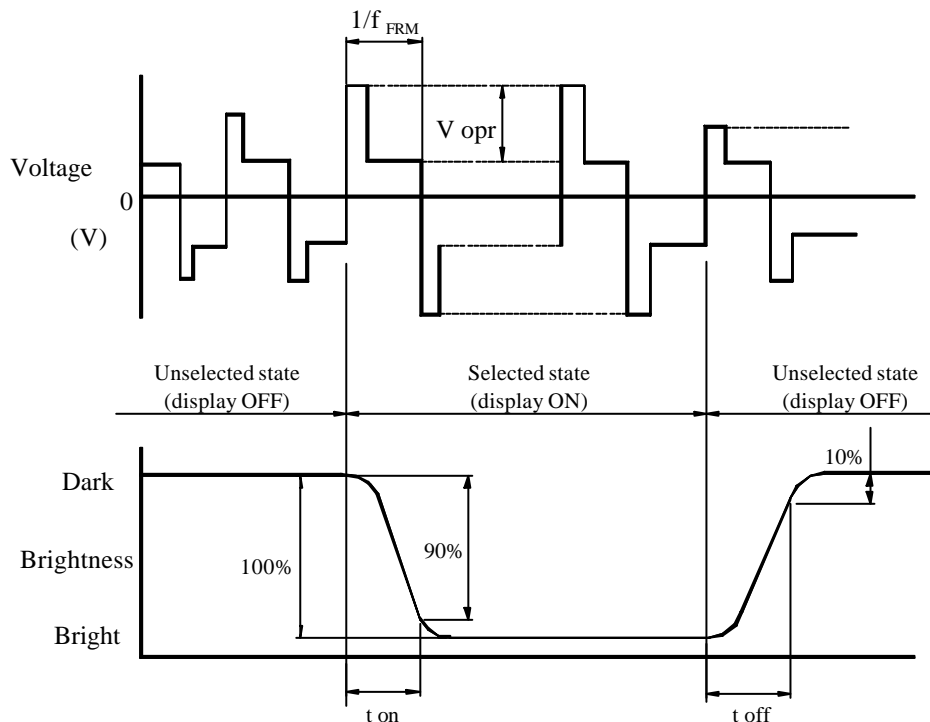 1/f FRM
V opr
Voltage
0
(V)
Unselected state
(display OFF)
Selected state
(display ON)
Unselected state
(display OFF)
10%
Dark
90%
Brightness
100%
Bright
t on
t off